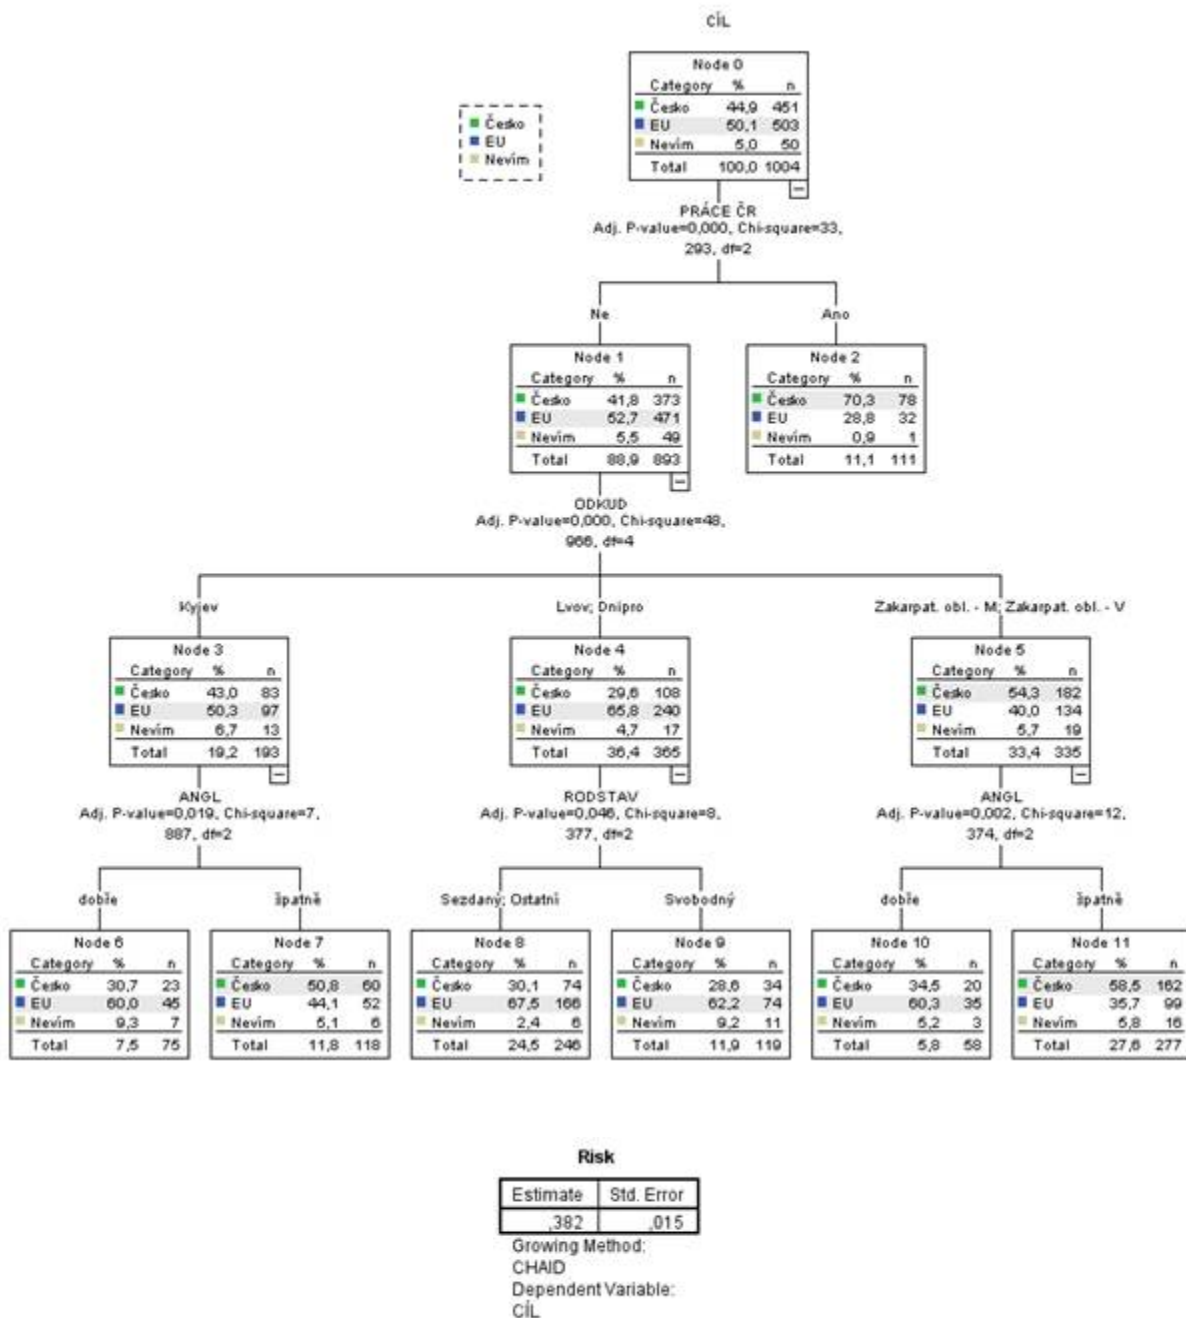 CÍL
Česko
EU
Nevím
Node 0
Category % n
Česko 44,9 451
EU 50,1 503
Nevím 5,0 50
Total 100,0 1004
PRÁCE ČR
Adj. P-value=0,000, Chi-square=33,
293, df=2
Ne
Ano
Node 1
Category % n
Česko 41,8 373
EU 52,7 471
Nevím 5,5 49
Total 88,9 893
Node 2
Category % n
Česko 70,3 78
EU 28,8 32
Nevím 0,9 1
Total 11,1 111
ODKUD
Adj. P-value=0,000, Chi-square=48,
966, df=4
Kyjev
Lvov; Dnipro
Zakarpat. obl. - M; Zakarpat. obl. - V
Node 3
Category % n
Česko 43,0 83
EU 50,3 97
Nevím 6,7 13
Total 19,2 193
Node 4
Category % n
Česko 29,6 108
EU 65,8 240
Nevím 4,7 17
Total 36,4 365
Node 5
Category % n
Česko 54,3 182
EU 40,0 134
Nevím 5,7 19
Total 33,4 335
ANGL
Adj. P-value=0,019, Chi-square=7,
887, df=2
RODSTAV
Adj. P-value=0,046, Chi-square=8,
377, df=2
ANGL
Adj. P-value=0,002, Chi-square=12,
374, df=2
dobře
špatně
Sezdaný; Ostatní
Svobodný
dobře
špatně
Node 6
Category % n
Česko 30,7 23
EU 60,0 45
Nevím 9,3 7
Total 7,5 75
Node 7
Category % n
Česko 50,8 60
EU 44,1 52
Nevím 5,1 6
Total 11,8 118
Node 8
Category % n
Česko 30,1 74
EU 67,5 166
Nevím 2,4 6
Total 24,5 246
Node 9
Category % n
Česko 28,6 34
EU 62,2 74
Nevím 9,2 11
Total 11,9 119
Node 10
Category % n
Česko 34,5 20
EU 60,3 35
Nevím 5,2 3
Total 5,8 58
Node 11
Category % n
Česko 58,5 162
EU 35,7 99
Nevím 5,8 16
Total 27,6 277
Risk
Estimate Std. Error
,382 ,015
Growing Method:
CHAID
Dependent Variable:
CÍL